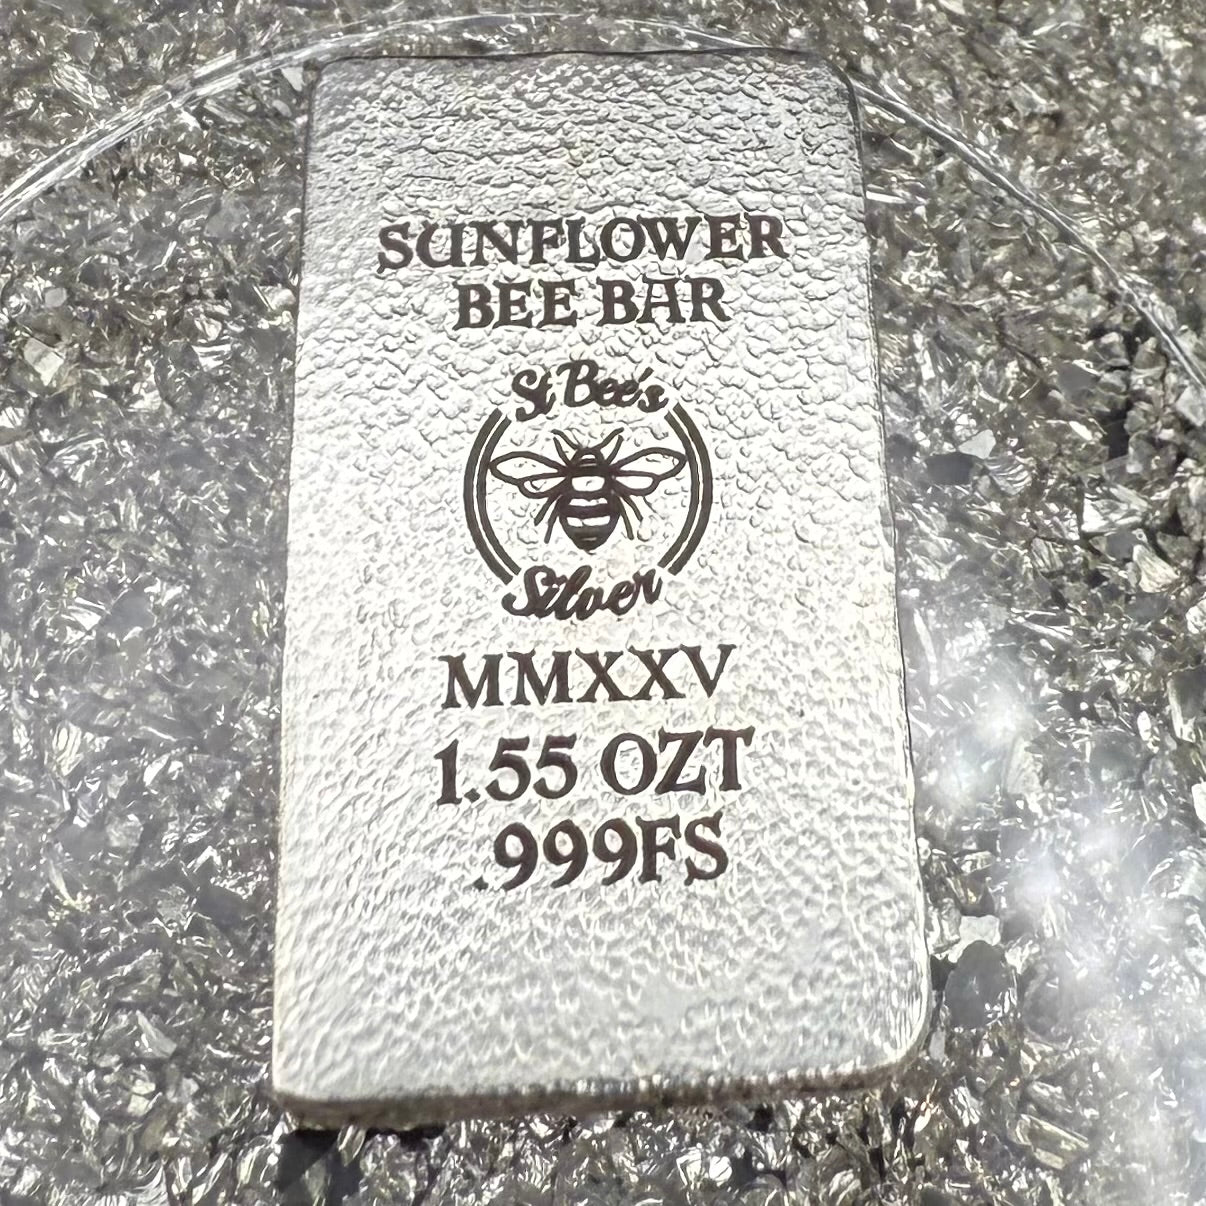 SUNFLOWER
BEE BAR
St Bee's
Silver
MMXXV
1.55 OZT
.999FS